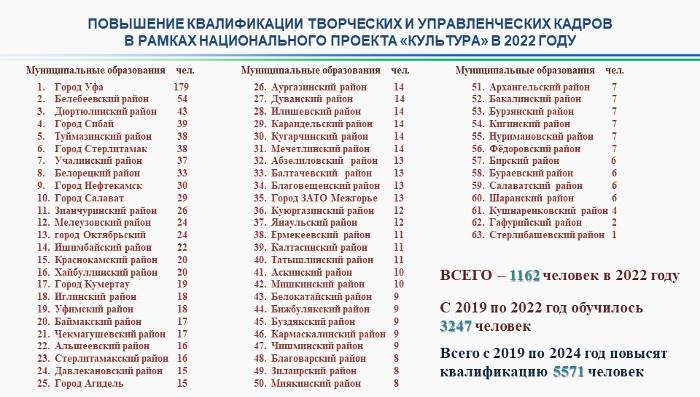 ПОВЫШЕНИЕ КВАЛИФИКАЦИИ ТВОРЧЕСКИХ И УПРАВЛЕНЧЕСКИХ КАДРОВ
В РАМКАХ НАЦИОНАЛЬНОГО ПРОЕКТА «КУЛЬТУРА» В 2022 ГОДУ
Муниципальные образования чел.
1. Город Уфа 179
2. Белебеевский район 54
3. Дюртюлинский район 43
4. Город Сибай 39
5. Туймазинский район 38
6. Город Стерлитамак 38
7. Учалинский район 37
8. Белорецкий район 33
9. Город Нефтекамск 30
10. Город Салават 29
11. Зианчуринский район 26
12. Мелеузовский район 24
13. город Октябрьский 24
14. Ишимбайский район 22
15. Краснокамский район 20
16. Хайбуллинский район 20
17. Город Кумертау 19
18. Иглинский район 18
19. Уфимский район 18
20. Баймакский район 17
21. Чекмагушевский район 17
22. Альшеевский район 16
23. Стерлитамакский район 16
24. Давлекановский район 15
25. Город Агидель 15
Муниципальные образования чел.
26. Аургазинский район 14
27. Дуванский район 14
28. Илишевский район 14
29. Караидельский район 14
30. Кугарчинский район 14
31. Мечетлинский район 14
32. Абзелиловский район 13
33. Балтачевский район 13
34. Благовещенский район 13
35. Город ЗАТО Межгорье 13
36. Куюргазинский район 12
37. Янаульский район 12
38. Ермекеевский район 11
39. Калтасинский район 11
40. Татышлинский район 11
41. Аскинский район 10
42. Мишкинский район 10
43. Белокатайский район 9
44. Бижбулякский район 9
45. Буздякский район 9
46. Кармаскалинский район 9
47. Чишминский район 9
48. Благоварский район 8
49. Зилаирский район 8
50. Миякинский район 8
Муниципальные образования чел.
51. Архангельский район 7
52. Бакалинский район 7
53. Бурзянский район 7
54. Кигинский район 7
55. Нуримановский район 7
56. Фёдоровский район 7
57. Бирский район 6
58. Бураевский район 6
59. Салаватский район 6
60. Шаранский район 6
61. Кушнаренковский район 4
62. Гафурийский район 2
63. Стерлибашевский район 1
ВСЕГО – 1162 человек в 2022 году
С 2019 по 2022 год обучилось
3247 человек
Всего с 2019 по 2024 год повысят
квалификацию 5571 человек